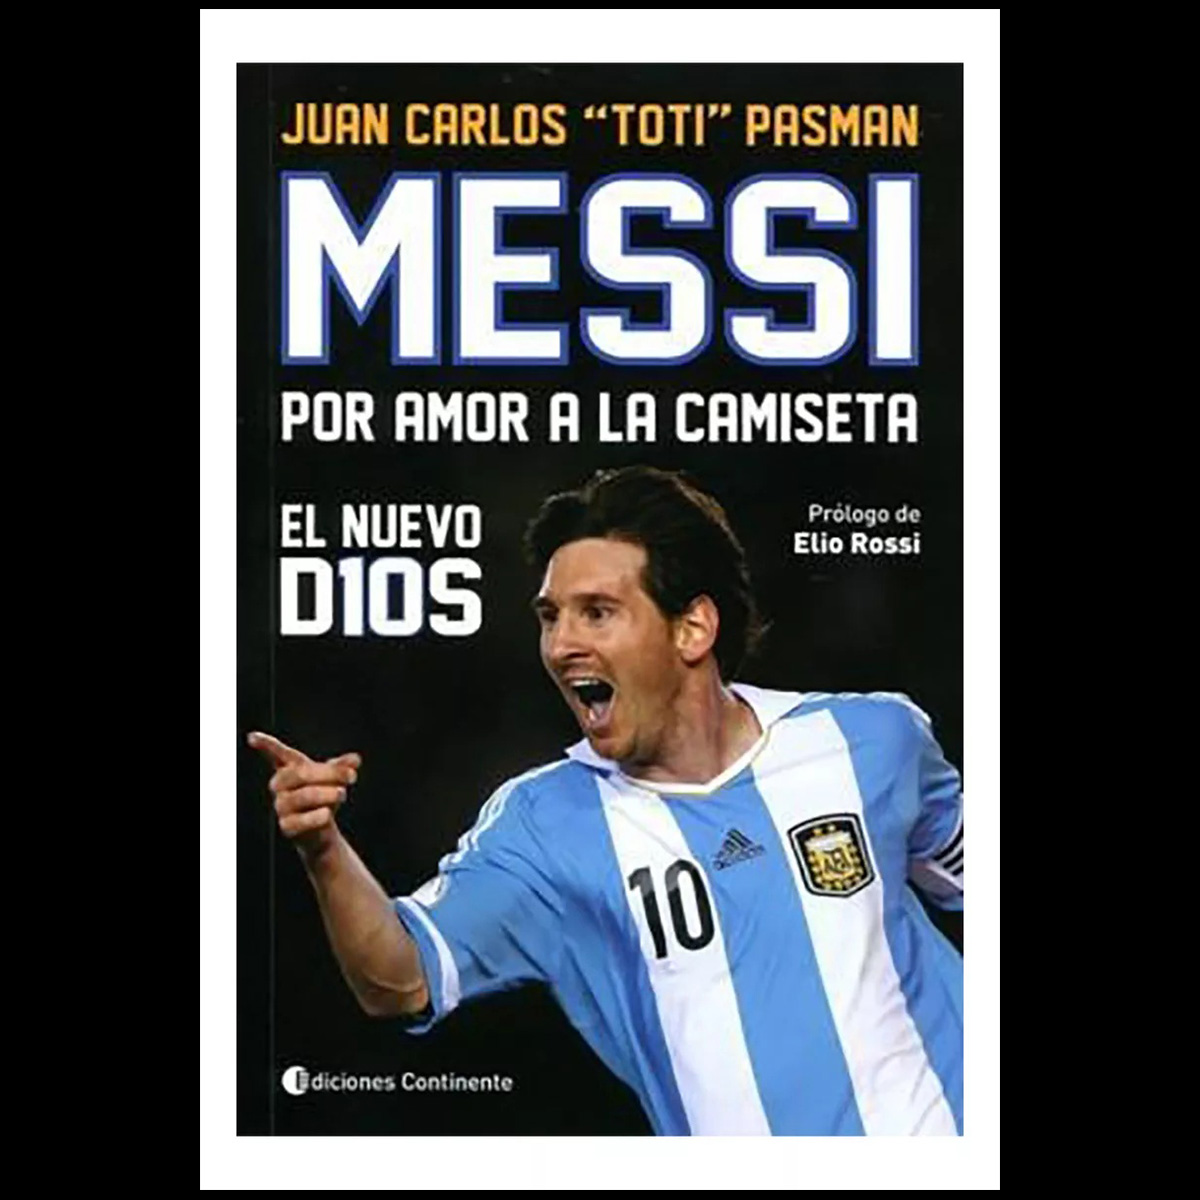 JUAN CARLOS “TOTI” PASMAN
MESSI
POR AMOR A LA CAMISETA
EL NUEVO
D10S
Prólogo de
Elio Rossi
10
adidas
AFA
Ediciones Continente